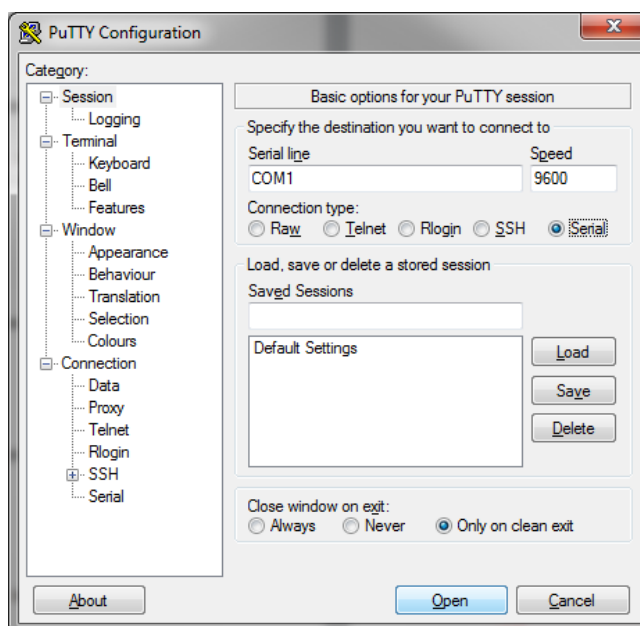 PuTTY Configuration
Category:
Session
Logging
Terminal
Keyboard
Bell
Features
Window
Appearance
Behaviour
Translation
Selection
Colours
Connection
Data
Proxy
Telnet
Rlogin
SSH
Serial
Basic options for your PuTTY session
Specify the destination you want to connect to
Serial line Speed
COM1 9600
Connection type:
Raw Telnet Rlogin SSH Serial
Load, save or delete a stored session
Saved Sessions
Default Settings
Load
Save
Delete
Close window on exit:
Always Never Only on clean exit
About Open Cancel